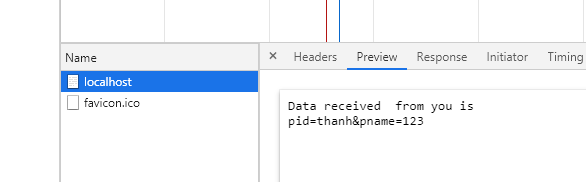 Name
× Headers Preview Response Initiator Timing
localhost
favicon.ico
Data received  from you is
pid=thanh&pname=123